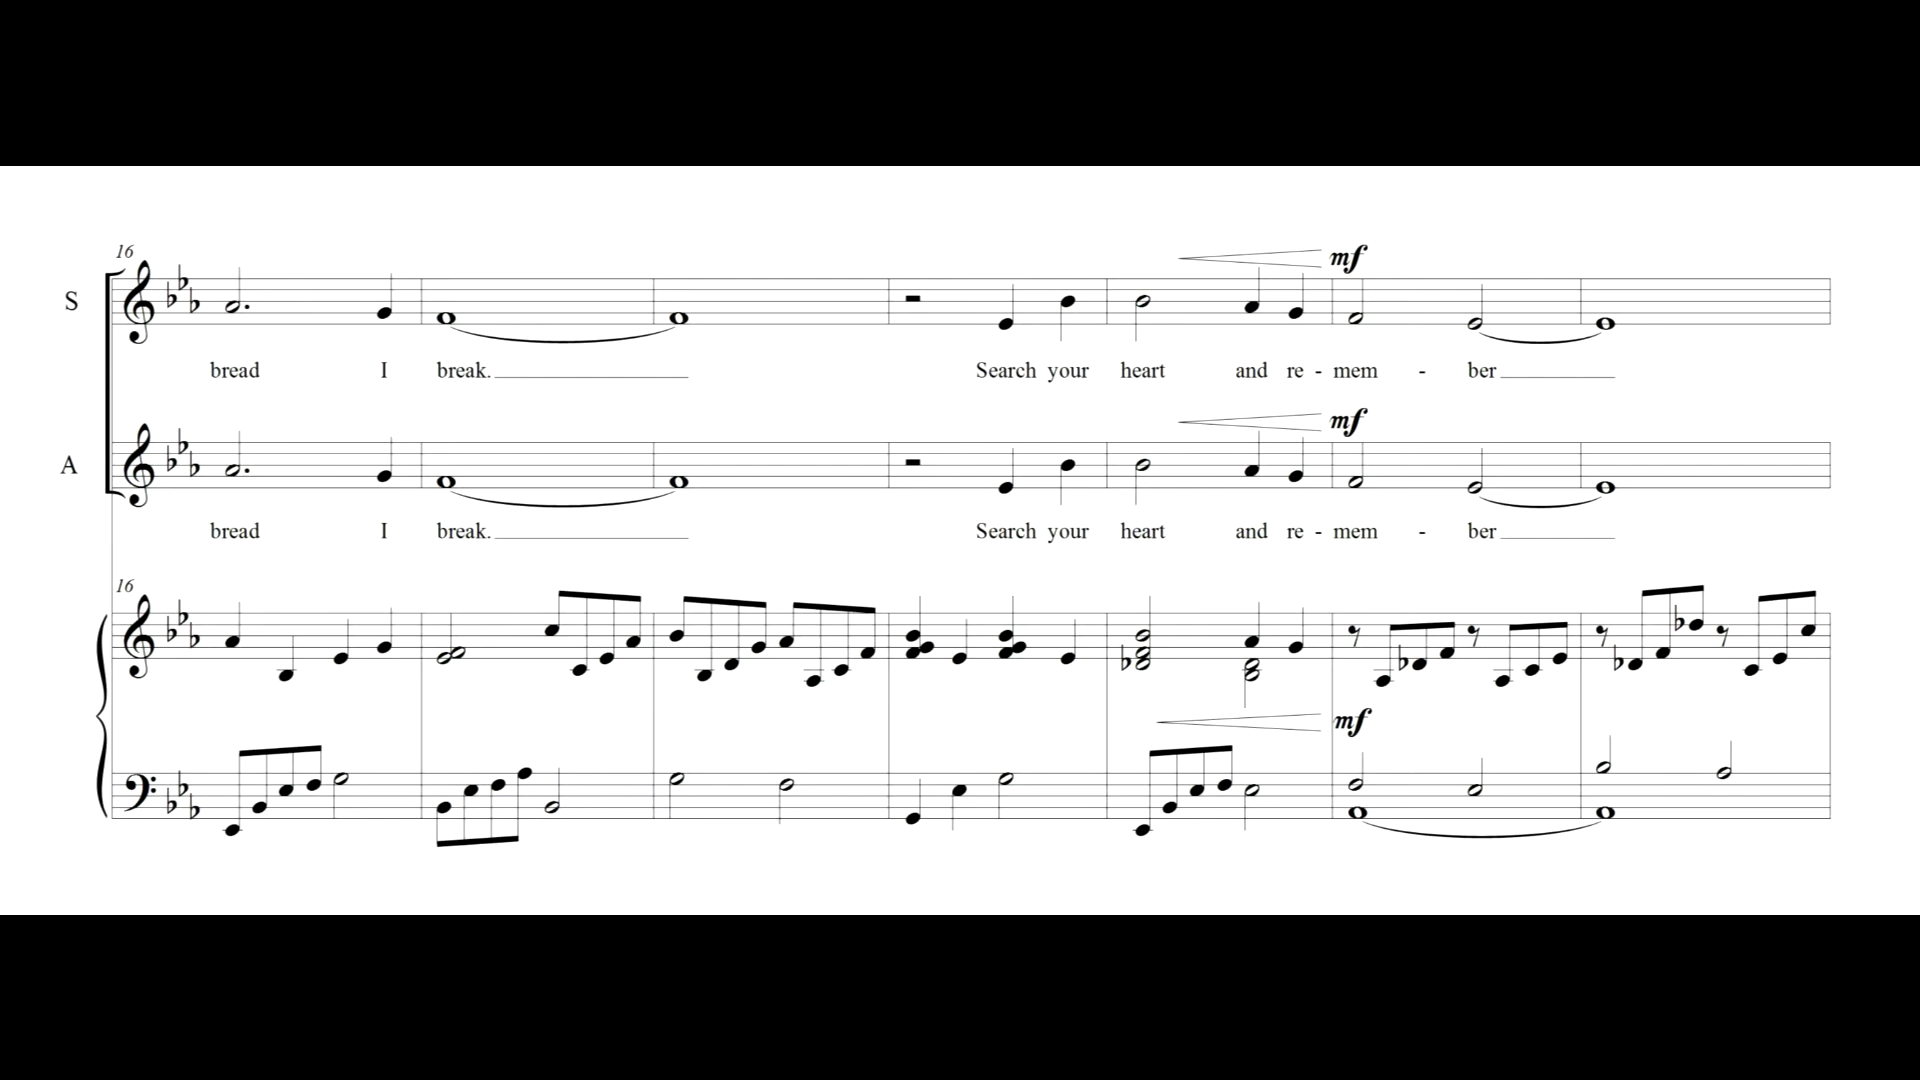 16
mf
S
bread I break. Search your heart and re - mem - ber
mf
A
bread I break. Search your heart and re - mem - ber
16
mf